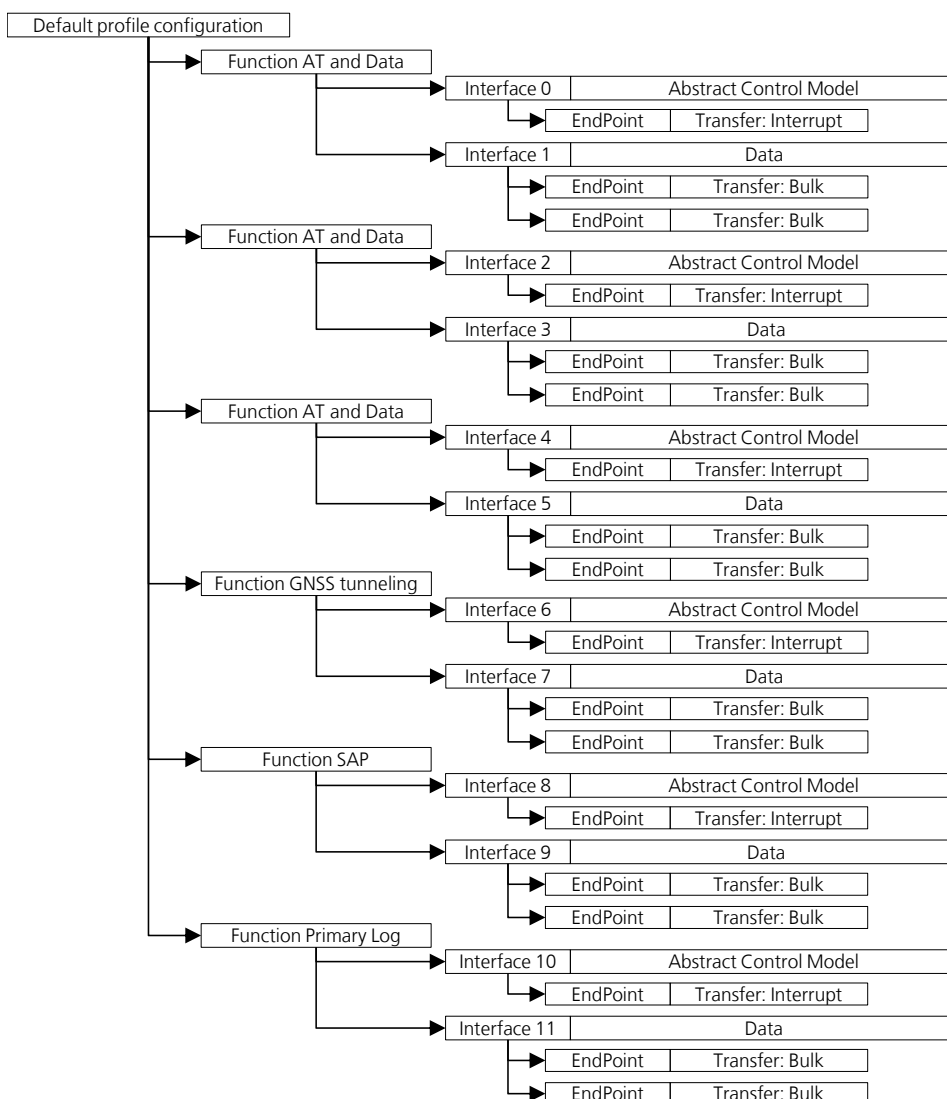 Default profile configuration
Function AT and Data
Interface 0 Abstract Control Model
EndPoint Transfer: Interrupt
Interface 1 Data
EndPoint Transfer: Bulk
EndPoint Transfer: Bulk
Function AT and Data
Interface 2 Abstract Control Model
EndPoint Transfer: Interrupt
Interface 3 Data
EndPoint Transfer: Bulk
EndPoint Transfer: Bulk
Function AT and Data
Interface 4 Abstract Control Model
EndPoint Transfer: Interrupt
Interface 5 Data
EndPoint Transfer: Bulk
EndPoint Transfer: Bulk
Function GNSS tunneling
Interface 6 Abstract Control Model
EndPoint Transfer: Interrupt
Interface 7 Data
EndPoint Transfer: Bulk
EndPoint Transfer: Bulk
Function SAP
Interface 8 Abstract Control Model
EndPoint Transfer: Interrupt
Interface 9 Data
EndPoint Transfer: Bulk
EndPoint Transfer: Bulk
Function Primary Log
Interface 10 Abstract Control Model
EndPoint Transfer: Interrupt
Interface 11 Data
EndPoint Transfer: Bulk
EndPoint Transfer: Bulk